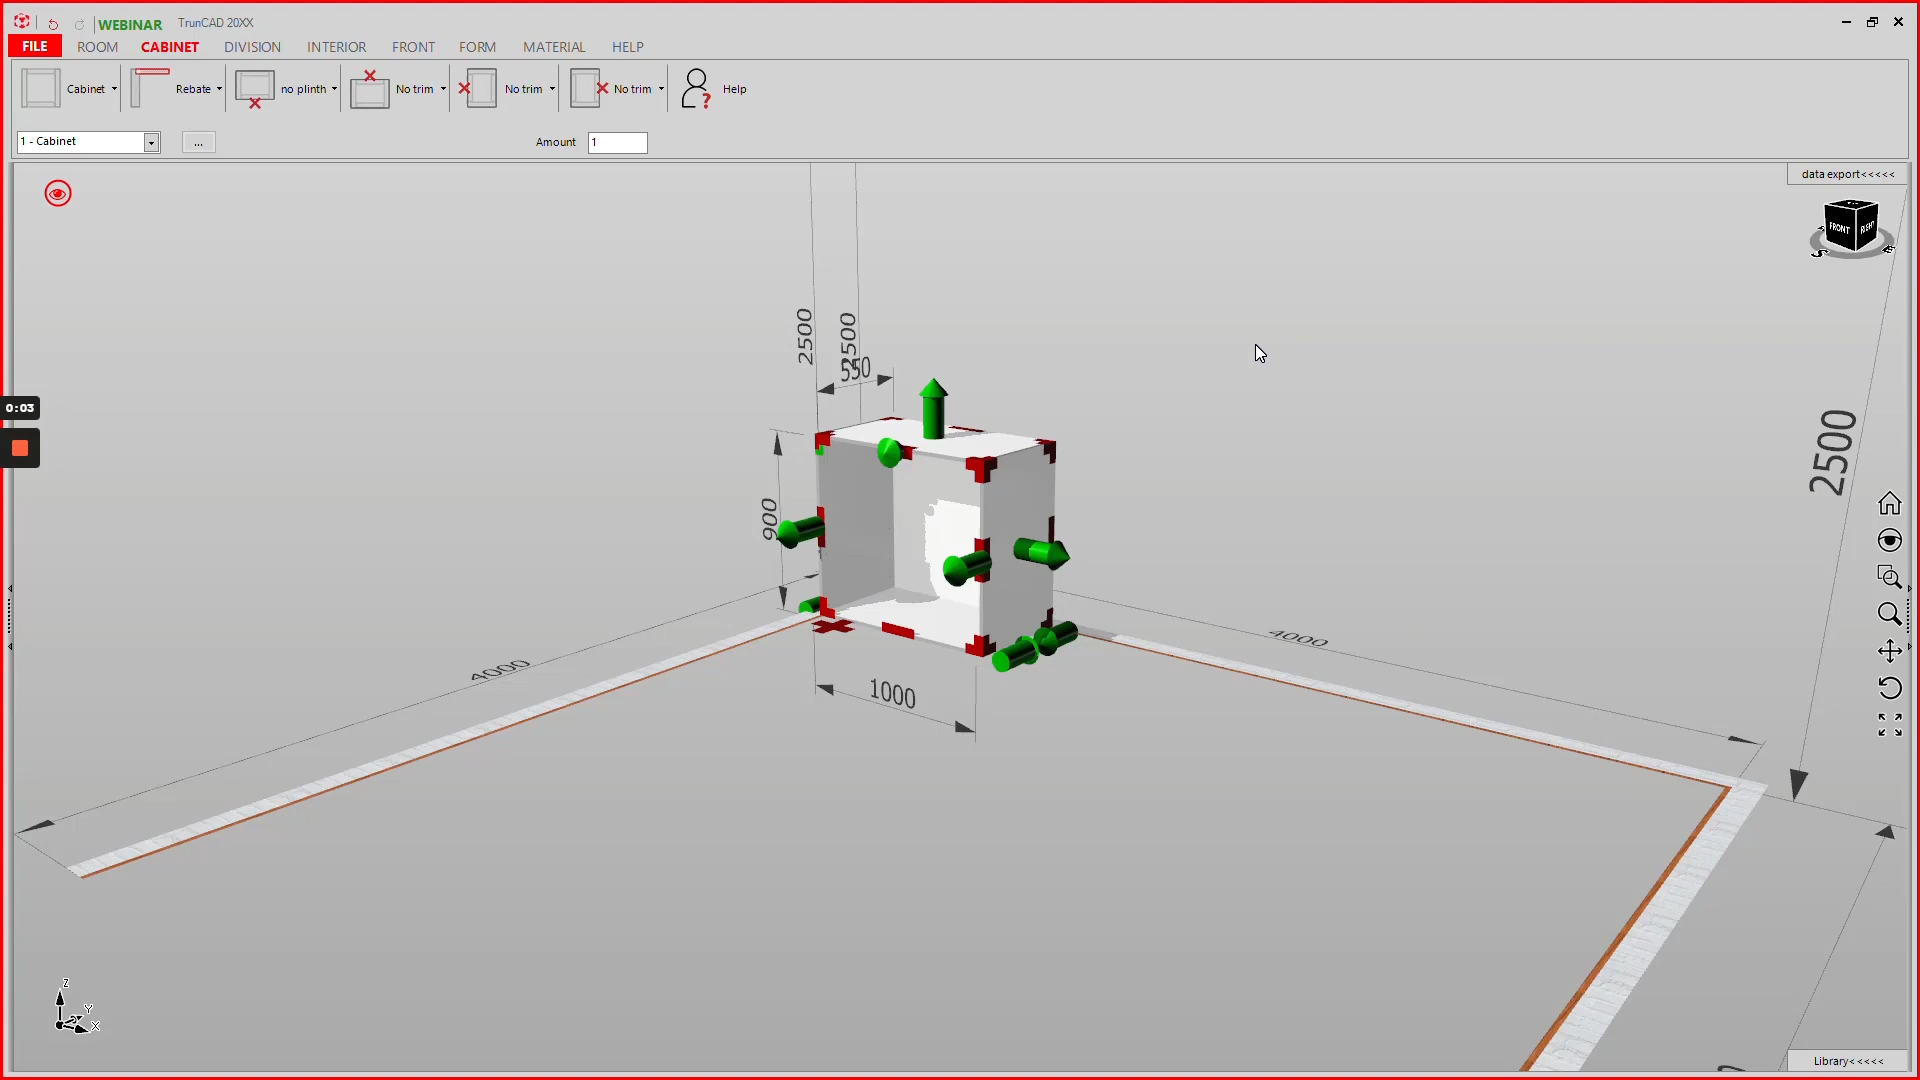 WEBINAR TrunCAD 20XX
FILE ROOM CABINET DIVISION INTERIOR FRONT FORM MATERIAL HELP
Cabinet Rebate no plinth No trim No trim No trim Help
1 - Cabinet ... Amount 1
data export<<<<<
FRONT RIGHT
S E
2500 2500
550
0:03
2500
900
4000
4000
1000
Z
Y
X
Library<<<<<